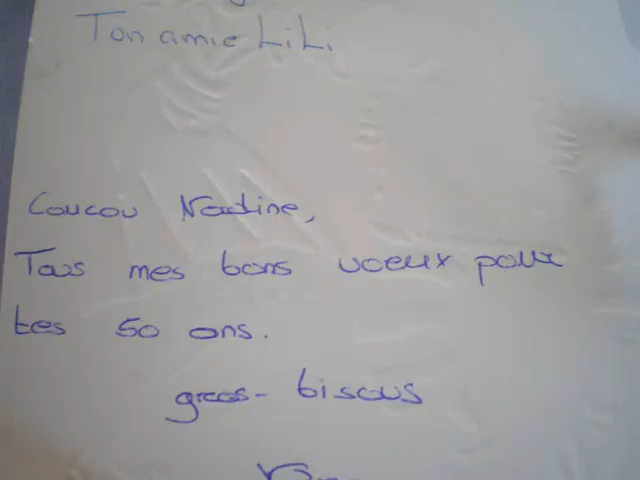 Ton amie LiLi
Coucou Nadine,
Tous mes bons voeux pour
tes 50 ans.
gros - bisous